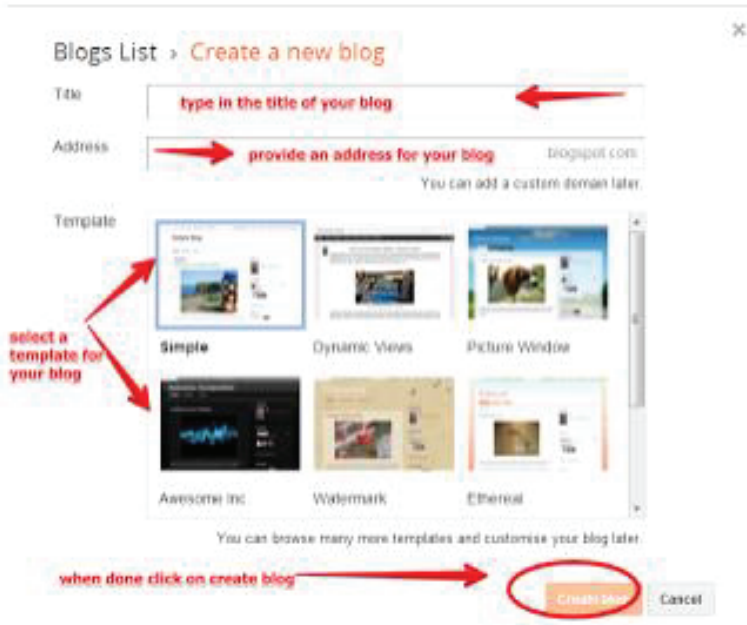 ×
Blogs List › Create a new blog
Title
type in the title of your blog
Address
provide an address for your blog
blogspot.com
You can add a custom domain later.
Template
select a
template for
your blog
Simple
Dynamic Views
Picture Window
Awesome Inc.
Watermark
Ethereal
You can browse many more templates and customise your blog later.
when done click on create blog
Create blog!
Cancel